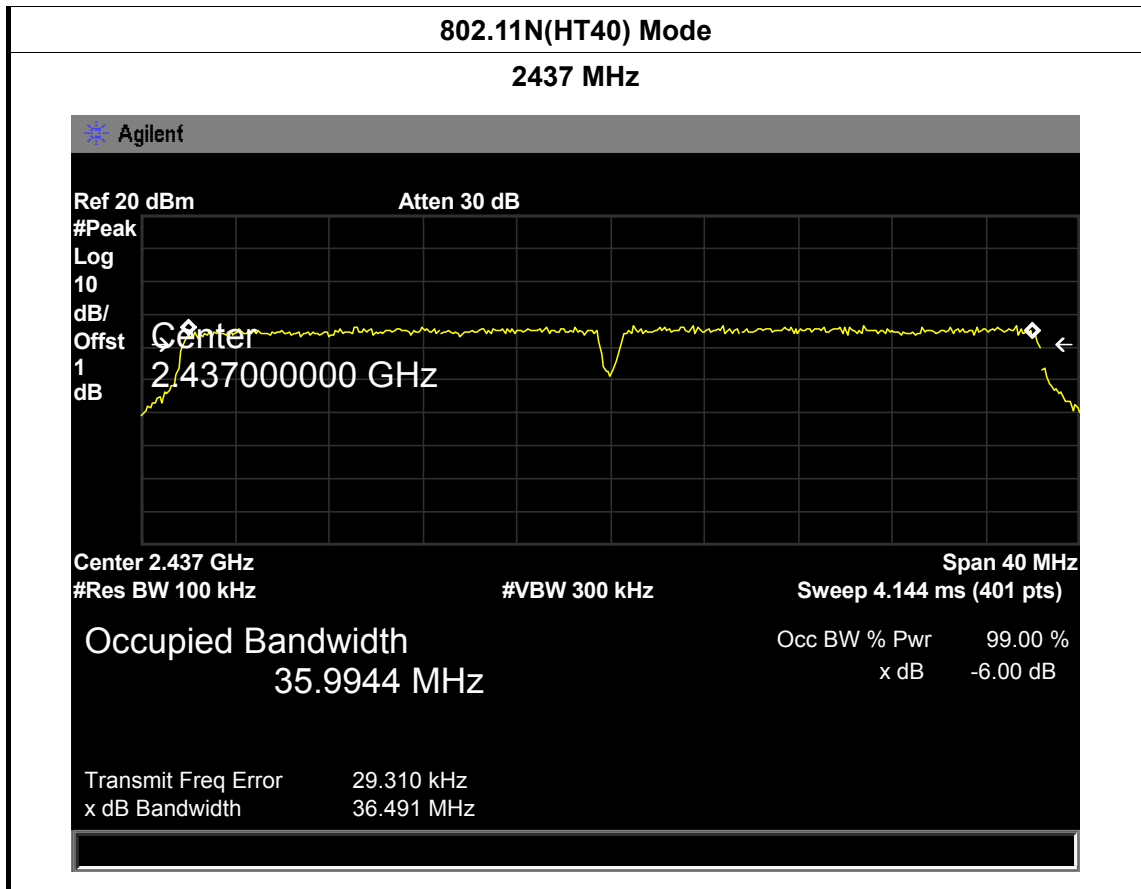 802.11N(HT40) Mode
2437 MHz
Agilent
Ref 20 dBm Atten 30 dB
#Peak
Log
10
dB/
Offst
1
dB
Center
2.437000000 GHz
Center 2.437 GHz Span 40 MHz
#Res BW 100 kHz #VBW 300 kHz Sweep 4.144 ms (401 pts)
Occupied Bandwidth Occ BW % Pwr 99.00 %
35.9944 MHz x dB -6.00 dB
Transmit Freq Error 29.310 kHz
x dB Bandwidth 36.491 MHz